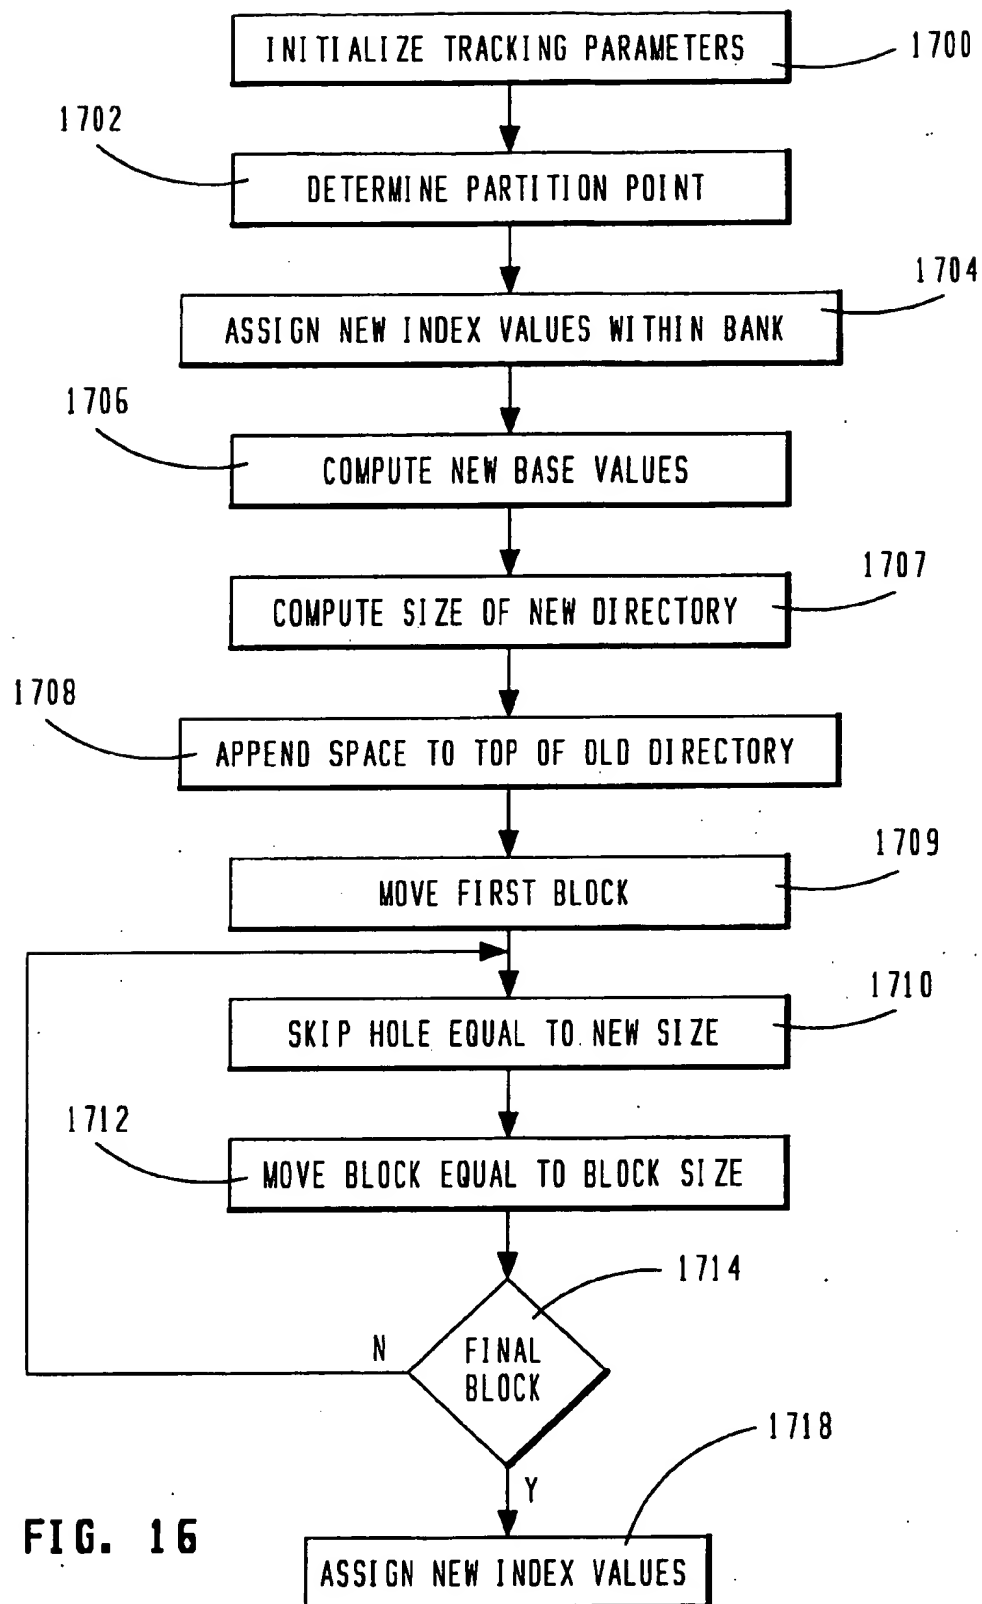 INITIALIZE TRACKING PARAMETERS
1700
1702
DETERMINE PARTITION POINT
1704
ASSIGN NEW INDEX VALUES WITHIN BANK
1706
COMPUTE NEW BASE VALUES
1707
COMPUTE SIZE OF NEW DIRECTORY
1708
APPEND SPACE TO TOP OF OLD DIRECTORY
1709
MOVE FIRST BLOCK
1710
SKIP HOLE EQUAL TO NEW SIZE
1712
MOVE BLOCK EQUAL TO BLOCK SIZE
1714
N
FINAL
BLOCK
1718
Y
FIG. 16
ASSIGN NEW INDEX VALUES